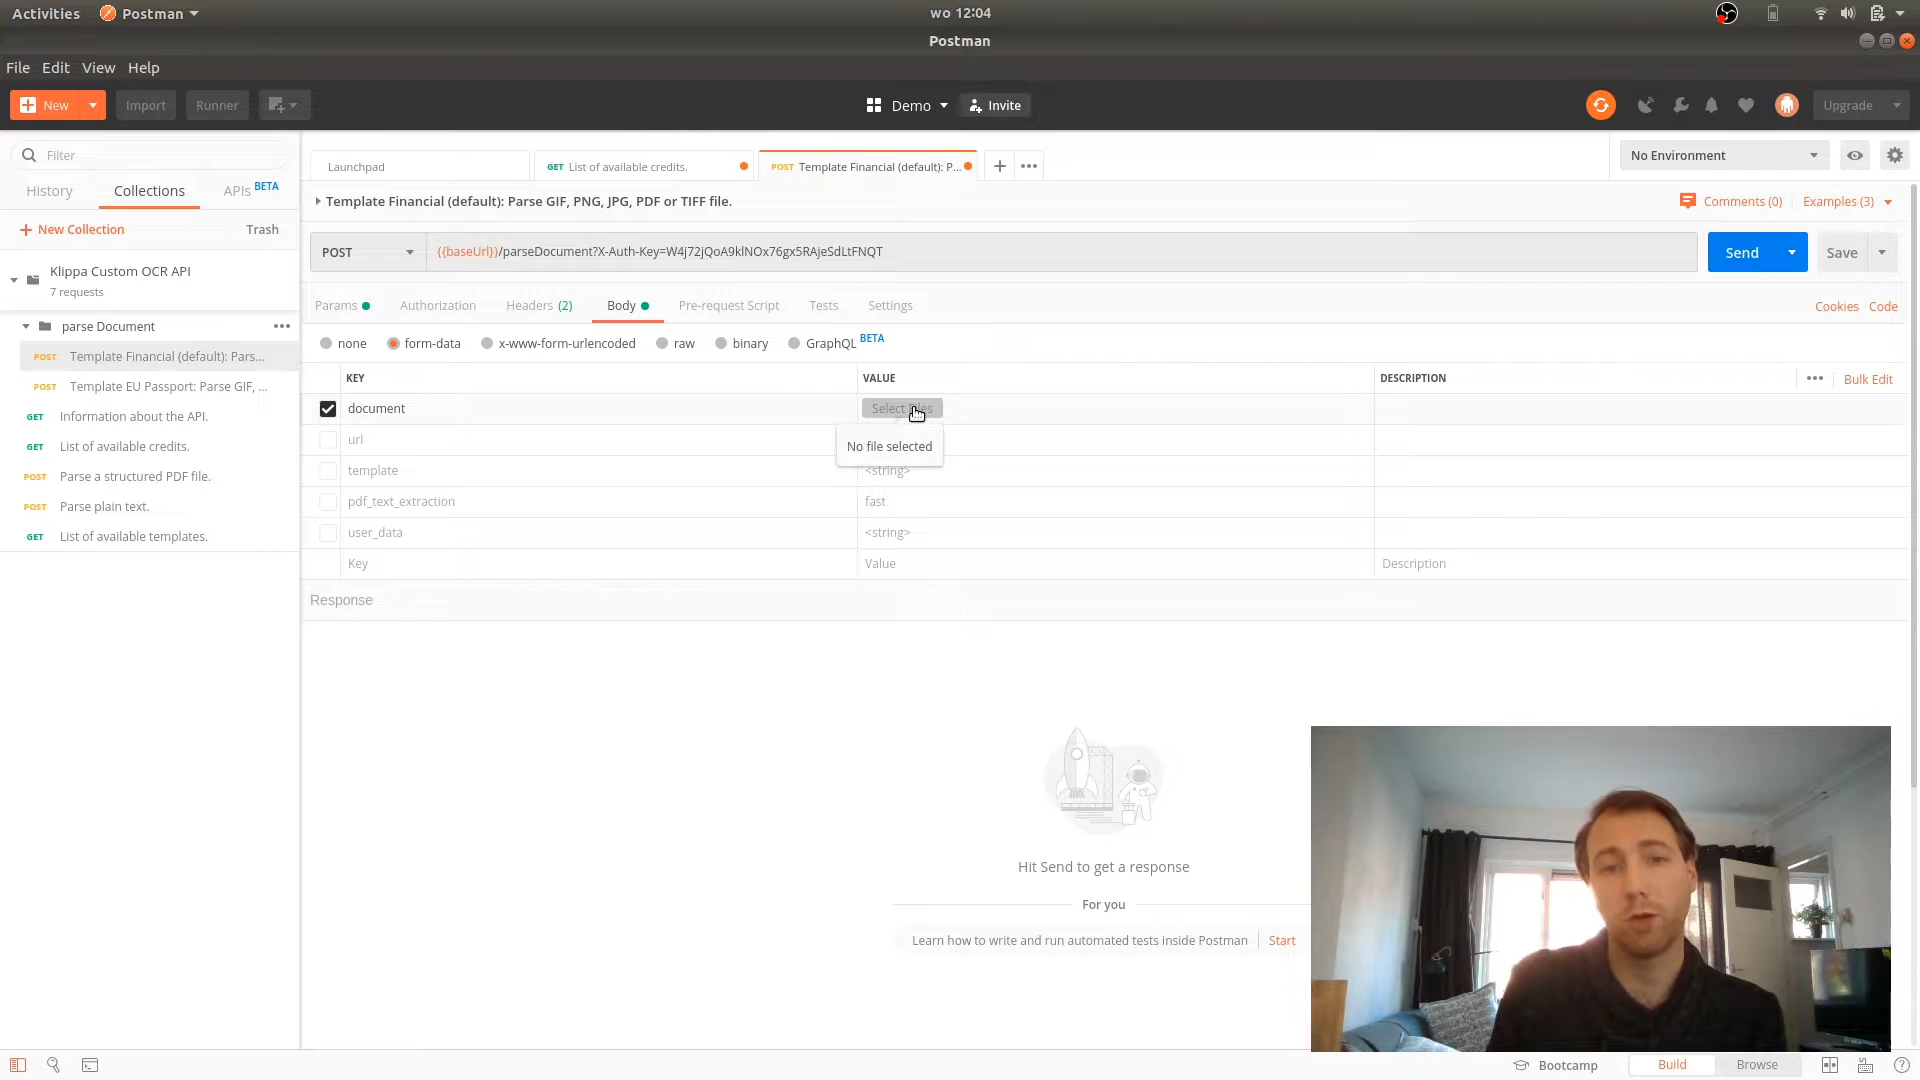 Activities Postman wo 12:04
Postman
File Edit View Help
New Import Runner Demo Invite Upgrade
Filter
History Collections APIs BETA
New Collection Trash
Klippa Custom OCR API
7 requests
parse Document
POST Template Financial (default): Pars...
POST Template EU Passport: Parse GIF, ...
GET Information about the API.
GET List of available credits.
POST Parse a structured PDF file.
POST Parse plain text.
GET List of available templates.
Launchpad GET List of available credits. POST Template Financial (default): P... No Environment
Template Financial (default): Parse GIF, PNG, JPG, PDF or TIFF file. Comments (0) Examples (3)
POST {{baseUrl}}/parseDocument?X-Auth-Key=W4j72jQoA9klNOx76gx5RAjeSdLtFNQT Send Save
Params Authorization Headers (2) Body Pre-request Script Tests Settings Cookies Code
none form-data x-www-form-urlencoded raw binary GraphQL BETA
KEY VALUE DESCRIPTION Bulk Edit
document Select Files
url No file selected
template <string>
pdf_text_extraction fast
user_data <string>
Key Value Description
Response
Hit Send to get a response
For you
Learn how to write and run automated tests inside Postman Start
Bootcamp Build Browse